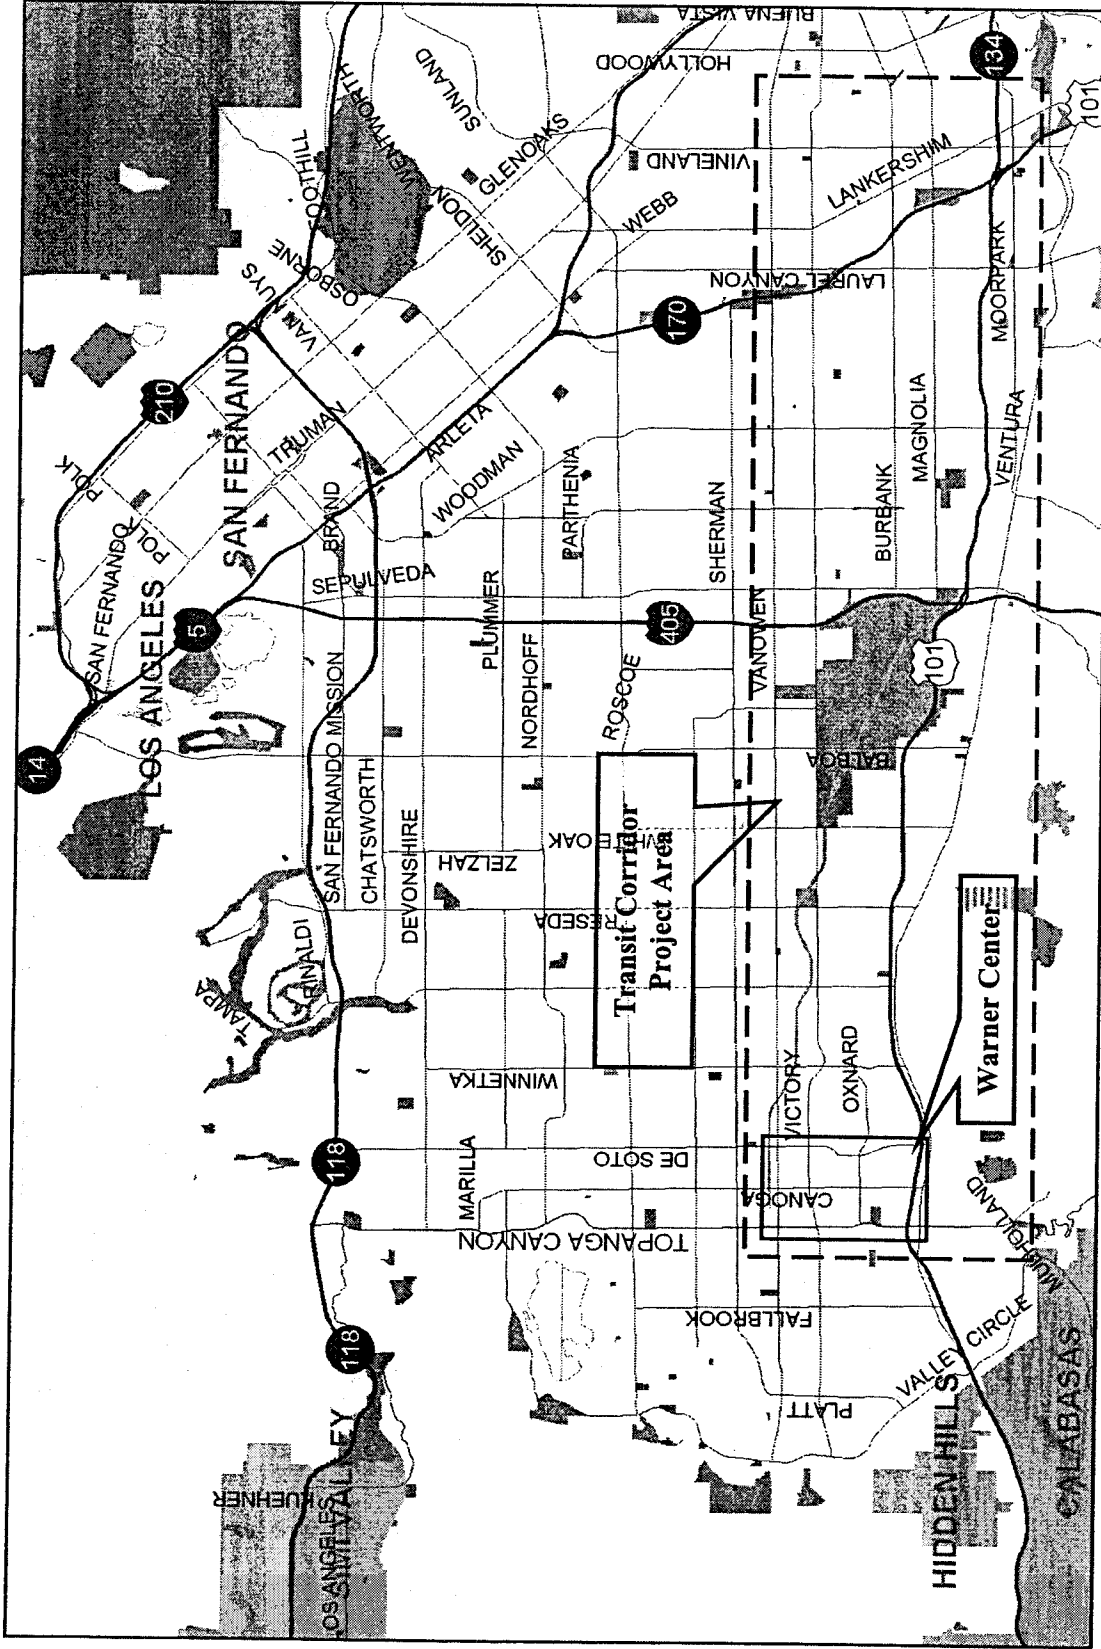 14
LOS ANGELES
5
SAN FERNANDO
POLK
POLK
210
SAN FERNANDO
TRUMAN
VAN NUYS
OSBORNE
FOOTHILL
WENTWORTH
SUNLAND
SHELDON
GLENOAKS
HOLLYWOOD
BUENA VISTA
KUEHNER
LOS ANGELES
SIMI VALLEY
118
118
TAMPA
RINALDI
SAN FERNANDO MISSION
CHATSWORTH
DEVONSHIRE
BRAND
SEPULVEDA
ARLETA
WOODMAN
WEBB
VINELAND
MARILLA
WINNETKA
ZELZAH
PLUMMER
NORDHOFF
PARTHENIA
TOPANGA CANYON
DE SOTO
RESEDA
WHITE OAK
ROSCOE
405
170
LAUREL CANYON
LANKERSHIM
Transit Corridor
Project Area
SHERMAN
VANOWEN
FALLBROOK
CANOGA
VICTORY
OXNARD
BALBOA
BURBANK
MAGNOLIA
MOORPARK
134
101
PLATT
VALLEY CIRCLE
HIDDEN HILLS
101
VENTURA
Warner Center
MULHOLLAND
CALABASAS